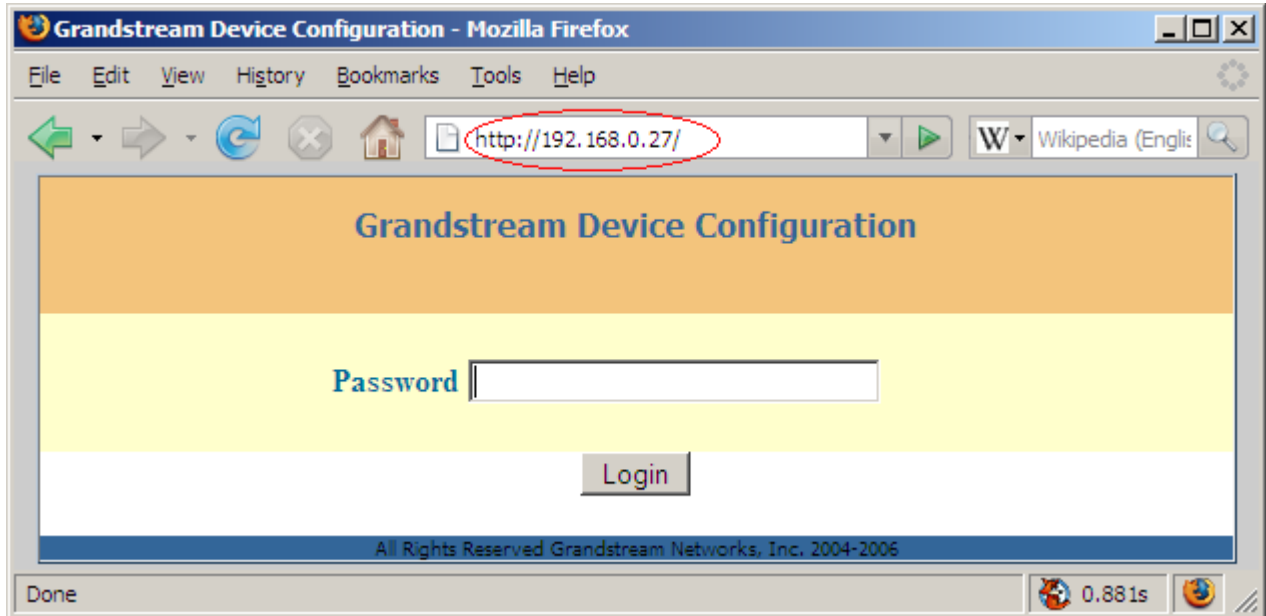 Grandstream Device Configuration - Mozilla Firefox
File Edit View History Bookmarks Tools Help
http://192.168.0.27/ W Wikipedia (Englis
Grandstream Device Configuration
Password
Login
All Rights Reserved Grandstream Networks, Inc. 2004-2006
Done 0.881s